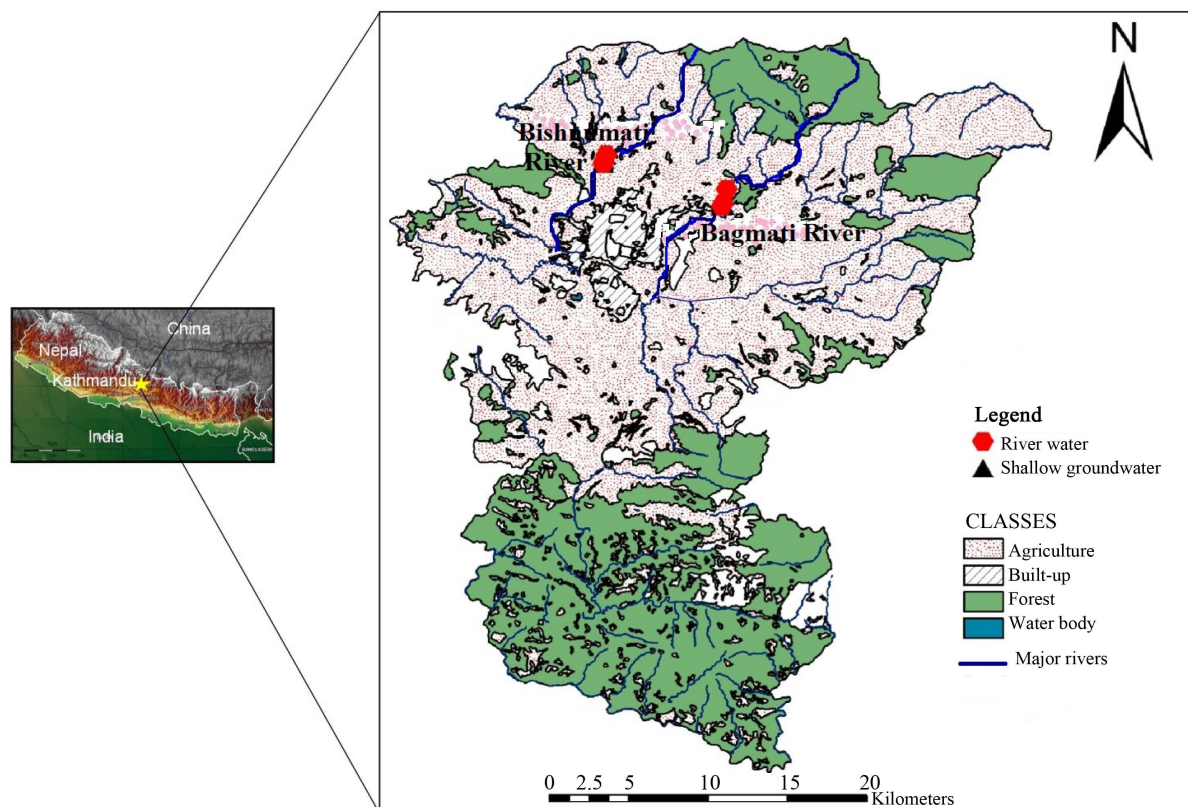 N
Bishnumati
River
Bagmati River
China
Nepal
Kathmandu
India
Legend
River water
Shallow groundwater
CLASSES
Agriculture
Built-up
Forest
Water body
Major rivers
0 2.5 5 10 15 20
Kilometers